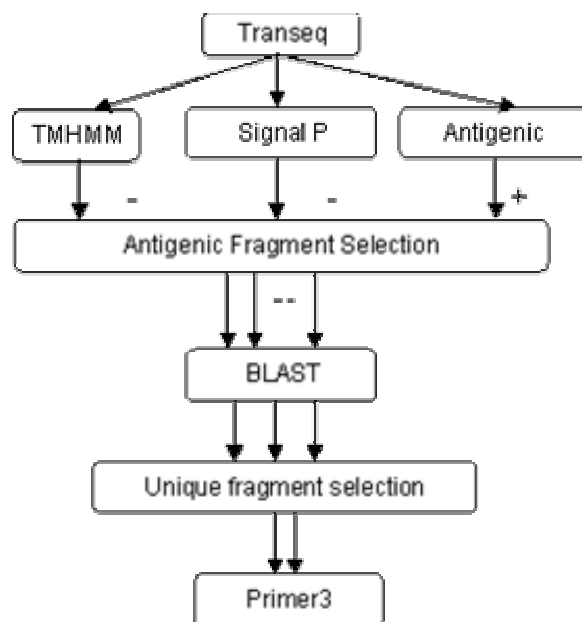 Transeq
TMHMM
Signal P
Antigenic
- - +
Antigenic Fragment Selection
--
BLAST
Unique fragment selection
Primer3